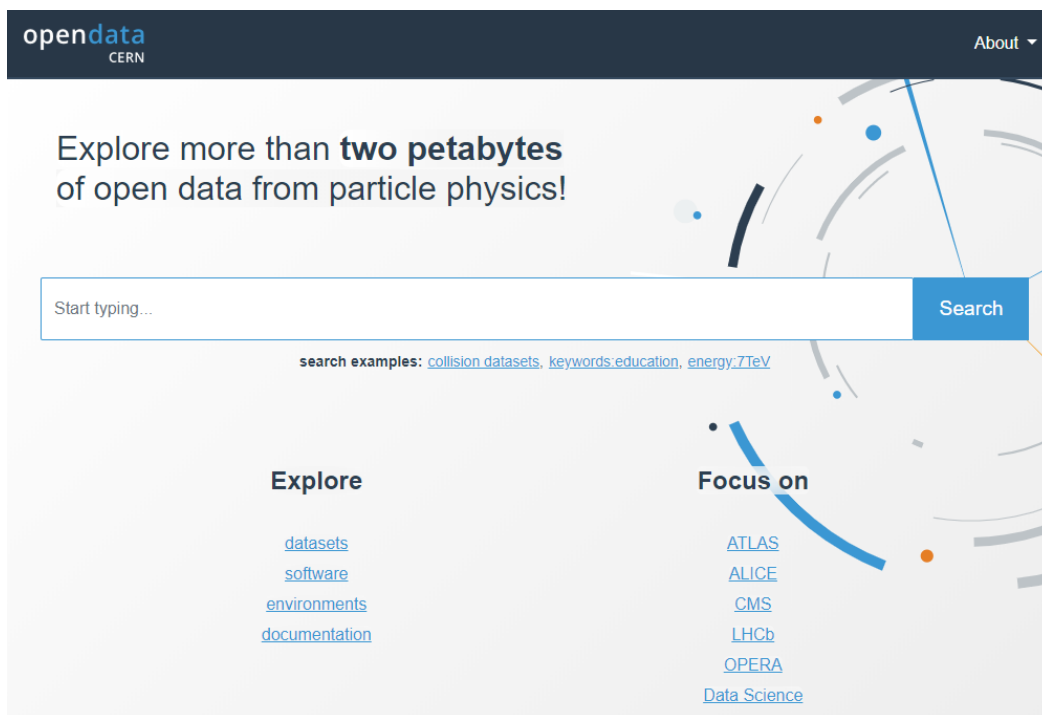 opendata
CERN
About
Explore more than two petabytes
of open data from particle physics!
Start typing...
Search
search examples: collision datasets, keywords:education, energy:7TeV
Explore
datasets
software
environments
documentation
Focus on
ATLAS
ALICE
CMS
LHCb
OPERA
Data Science